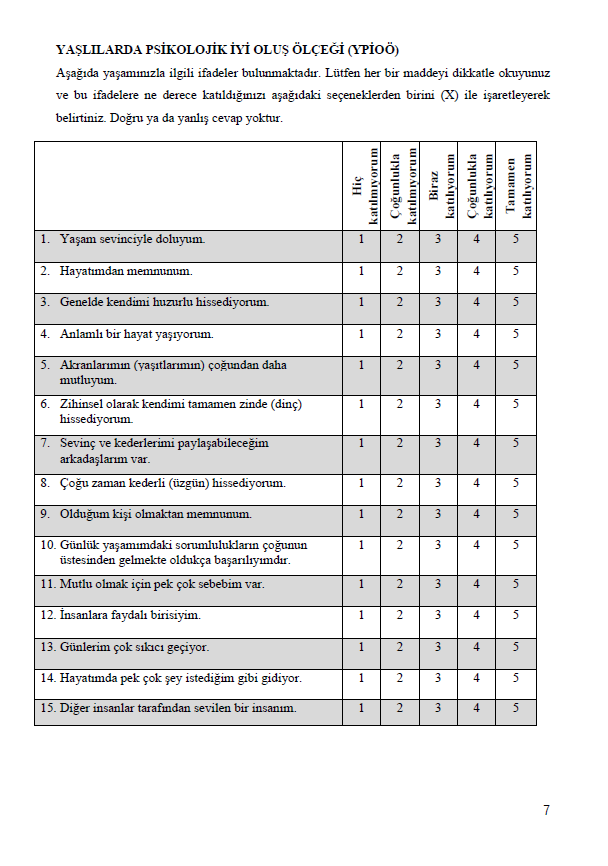 YAŞLILARDA PSİKOLOJİK İYİ OLUŞ ÖLÇEĞİ (YPİOÖ)
Aşağıda yaşamınızla ilgili ifadeler bulunmaktadır. Lütfen her bir maddeyi dikkatle okuyunuz
ve bu ifadelere ne derece katıldığınızı aşağıdaki seçeneklerden birini (X) ile işaretleyerek
belirtiniz. Doğru ya da yanlış cevap yoktur.
Hiç
katılmıyorum
Çoğunlukla
katılmıyorum
Biraz
katılıyorum
Çoğunlukla
katılıyorum
Tamamen
katılıyorum
1. Yaşam sevinciyle doluyum. 1 2 3 4 5
2. Hayatımdan memnunum. 1 2 3 4 5
3. Genelde kendimi huzurlu hissediyorum. 1 2 3 4 5
4. Anlamlı bir hayat yaşıyorum. 1 2 3 4 5
5. Akranlarımın (yaşıtlarımın) çoğundan daha 1 2 3 4 5
mutluyum.
6. Zihinsel olarak kendimi tamamen zinde (dinç) 1 2 3 4 5
hissediyorum.
7. Sevinç ve kederlerimi paylaşabileceğim 1 2 3 4 5
arkadaşlarım var.
8. Çoğu zaman kederli (üzgün) hissediyorum. 1 2 3 4 5
9. Olduğum kişi olmaktan memnunum. 1 2 3 4 5
10. Günlük yaşamımdaki sorumlulukların çoğunun 1 2 3 4 5
üstesinden gelmekte oldukça başarılıyımdır.
11. Mutlu olmak için pek çok sebebim var. 1 2 3 4 5
12. İnsanlara faydalı birisiyim. 1 2 3 4 5
13. Günlerim çok sıkıcı geçiyor. 1 2 3 4 5
14. Hayatımda pek çok şey istediğim gibi gidiyor. 1 2 3 4 5
15. Diğer insanlar tarafından sevilen bir insanım. 1 2 3 4 5
7